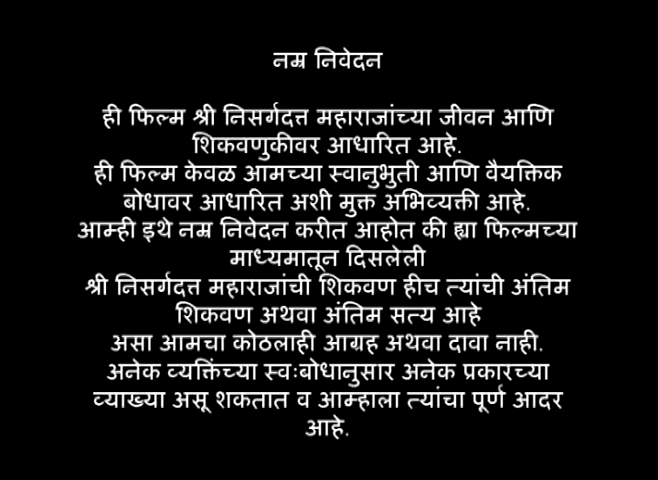 नम्र निवेदन
ही फिल्म श्री निसर्गदत्त महाराजांच्या जीवन आणि
शिकवणुकीवर आधारित आहे.
ही फिल्म केवळ आमच्या स्वानुभुती आणि वैयक्तिक
बोधावर आधारित अशी मुक्त अभिव्यक्ती आहे.
आम्ही इथे नम्र निवेदन करीत आहोत की ह्या फिल्मच्या
माध्यमातून दिसलेली
श्री निसर्गदत्त महाराजांची शिकवण हीच त्यांची अंतिम
शिकवण अथवा अंतिम सत्य आहे
असा आमचा कोठलाही आग्रह अथवा दावा नाही.
अनेक व्यक्तिंच्या स्वःबोधानुसार अनेक प्रकारच्या
व्याख्या असू शकतात व आम्हाला त्यांचा पूर्ण आदर
आहे.